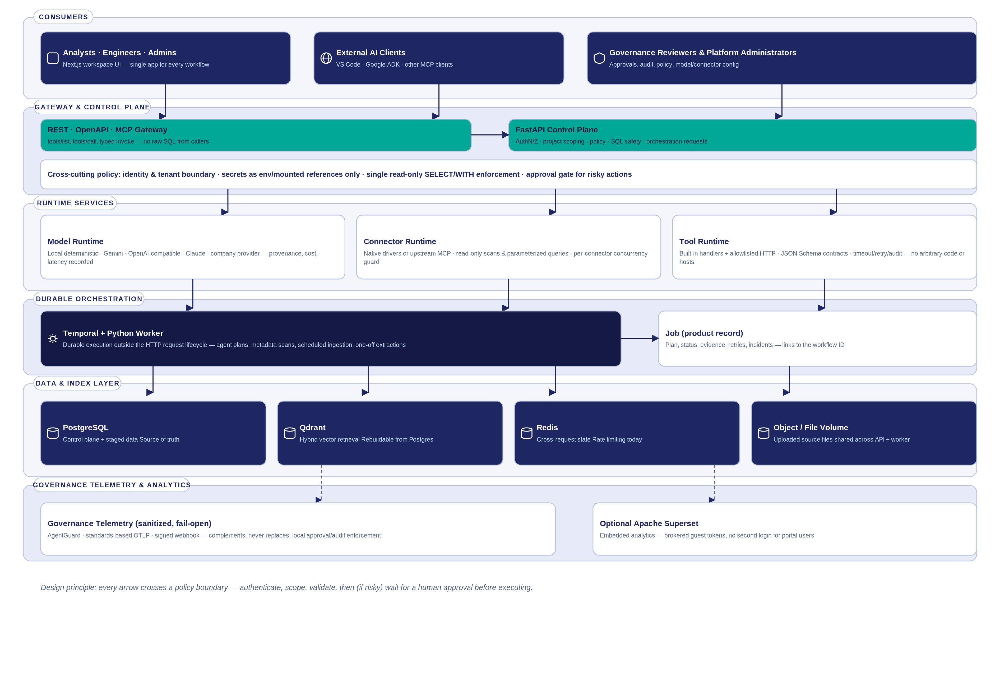 CONSUMERS
Analysts · Engineers · Admins
Next.js workspace UI — single app for every workflow
External AI Clients
VS Code · Google ADK · other MCP clients
Governance Reviewers & Platform Administrators
Approvals, audit, policy, model/connector config
GATEWAY & CONTROL PLANE
REST · OpenAPI · MCP Gateway
tools/list, tools/call, typed invoke — no raw SQL from callers
FastAPI Control Plane
AuthN/Z · project scoping · policy · SQL safety · orchestration requests
Cross-cutting policy: identity & tenant boundary · secrets as env/mounted references only · single read-only SELECT/WITH enforcement · approval gate for risky actions
RUNTIME SERVICES
Model Runtime
Local deterministic · Gemini · OpenAI-compatible · Claude · company provider — provenance, cost,
latency recorded
Connector Runtime
Native drivers or upstream MCP · read-only scans & parameterized queries · per-connector concurrency
guard
Tool Runtime
Built-in handlers + allowlisted HTTP · JSON Schema contracts · timeout/retry/audit — no arbitrary code or
hosts
DURABLE ORCHESTRATION
Temporal + Python Worker
Durable execution outside the HTTP request lifecycle — agent plans, metadata scans, scheduled ingestion, one-off extractions
Job (product record)
Plan, status, evidence, retries, incidents — links to the workflow ID
DATA & INDEX LAYER
PostgreSQL
Control plane + staged data Source of truth
Qdrant
Hybrid vector retrieval Rebuildable from Postgres
Redis
Cross-request state Rate limiting today
Object / File Volume
Uploaded source files shared across API + worker
GOVERNANCE TELEMETRY & ANALYTICS
Governance Telemetry (sanitized, fail-open)
AgentGuard · standards-based OTLP · signed webhook — complements, never replaces, local approval/audit enforcement
Optional Apache Superset
Embedded analytics — brokered guest tokens, no second login for portal users
Design principle: every arrow crosses a policy boundary — authenticate, scope, validate, then (if risky) wait for a human approval before executing.